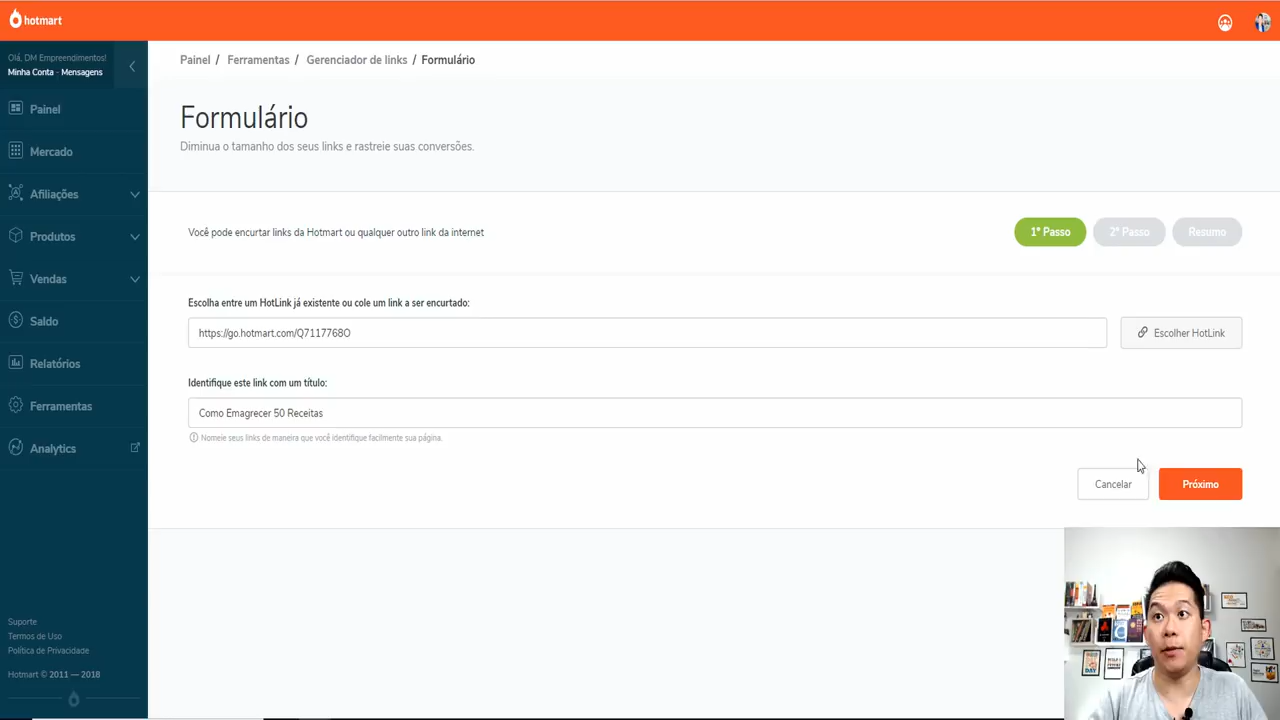 hotmart
Olá, DM Empreendimentos!
Minha Conta - Mensagens
Painel
Mercado
Afiliações
Produtos
Vendas
Saldo
Relatórios
Ferramentas
Analytics
Suporte
Termos de Uso
Política de Privacidade
Hotmart © 2011 — 2018
Painel / Ferramentas / Gerenciador de links / Formulário
Formulário
Diminua o tamanho dos seus links e rastreie suas conversões.
Você pode encurtar links da Hotmart ou qualquer outro link da internet
1º Passo
2º Passo
Resumo
Escolha entre um HotLink já existente ou cole um link a ser encurtado:
https://go.hotmart.com/Q7117768O
Escolher HotLink
Identifique este link com um título:
Como Emagrecer 50 Receitas
Nomeie seus links de maneira que você identifique facilmente sua página.
Cancelar
Próximo